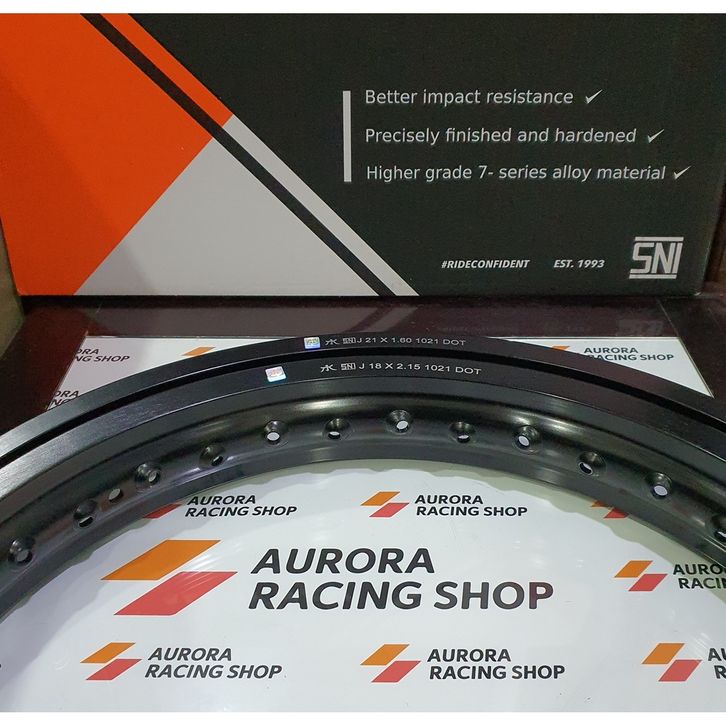 Better impact resistance
Precisely finished and hardened
Higher grade 7- series alloy material
#RIDECONFIDENT EST. 1993 SNI
AURORA
RACING SHOP
SNI J 21 X 1.60 1021 DOT
SNI J 18 X 2.15 1021 DOT
AURORA
RACING SHOP
AURORA
RACING SHOP
AURORA
RACING SHOP
AURORA
RACING SHOP
AURORA
RACING SHOP
AURORA
RACING SHOP